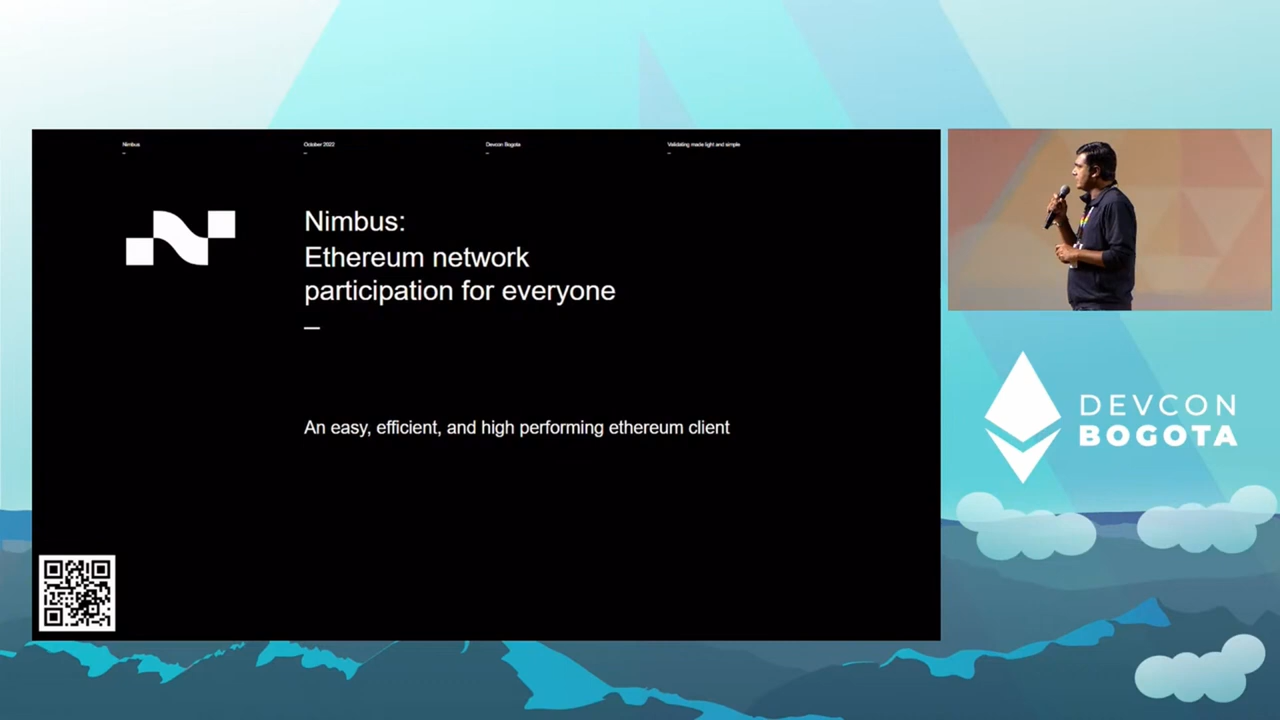 Nimbus
October 2022
Devcon Bogota
Validating made light and simple
Nimbus:
Ethereum network
participation for everyone
An easy, efficient, and high performing ethereum client
DEVCON
BOGOTA